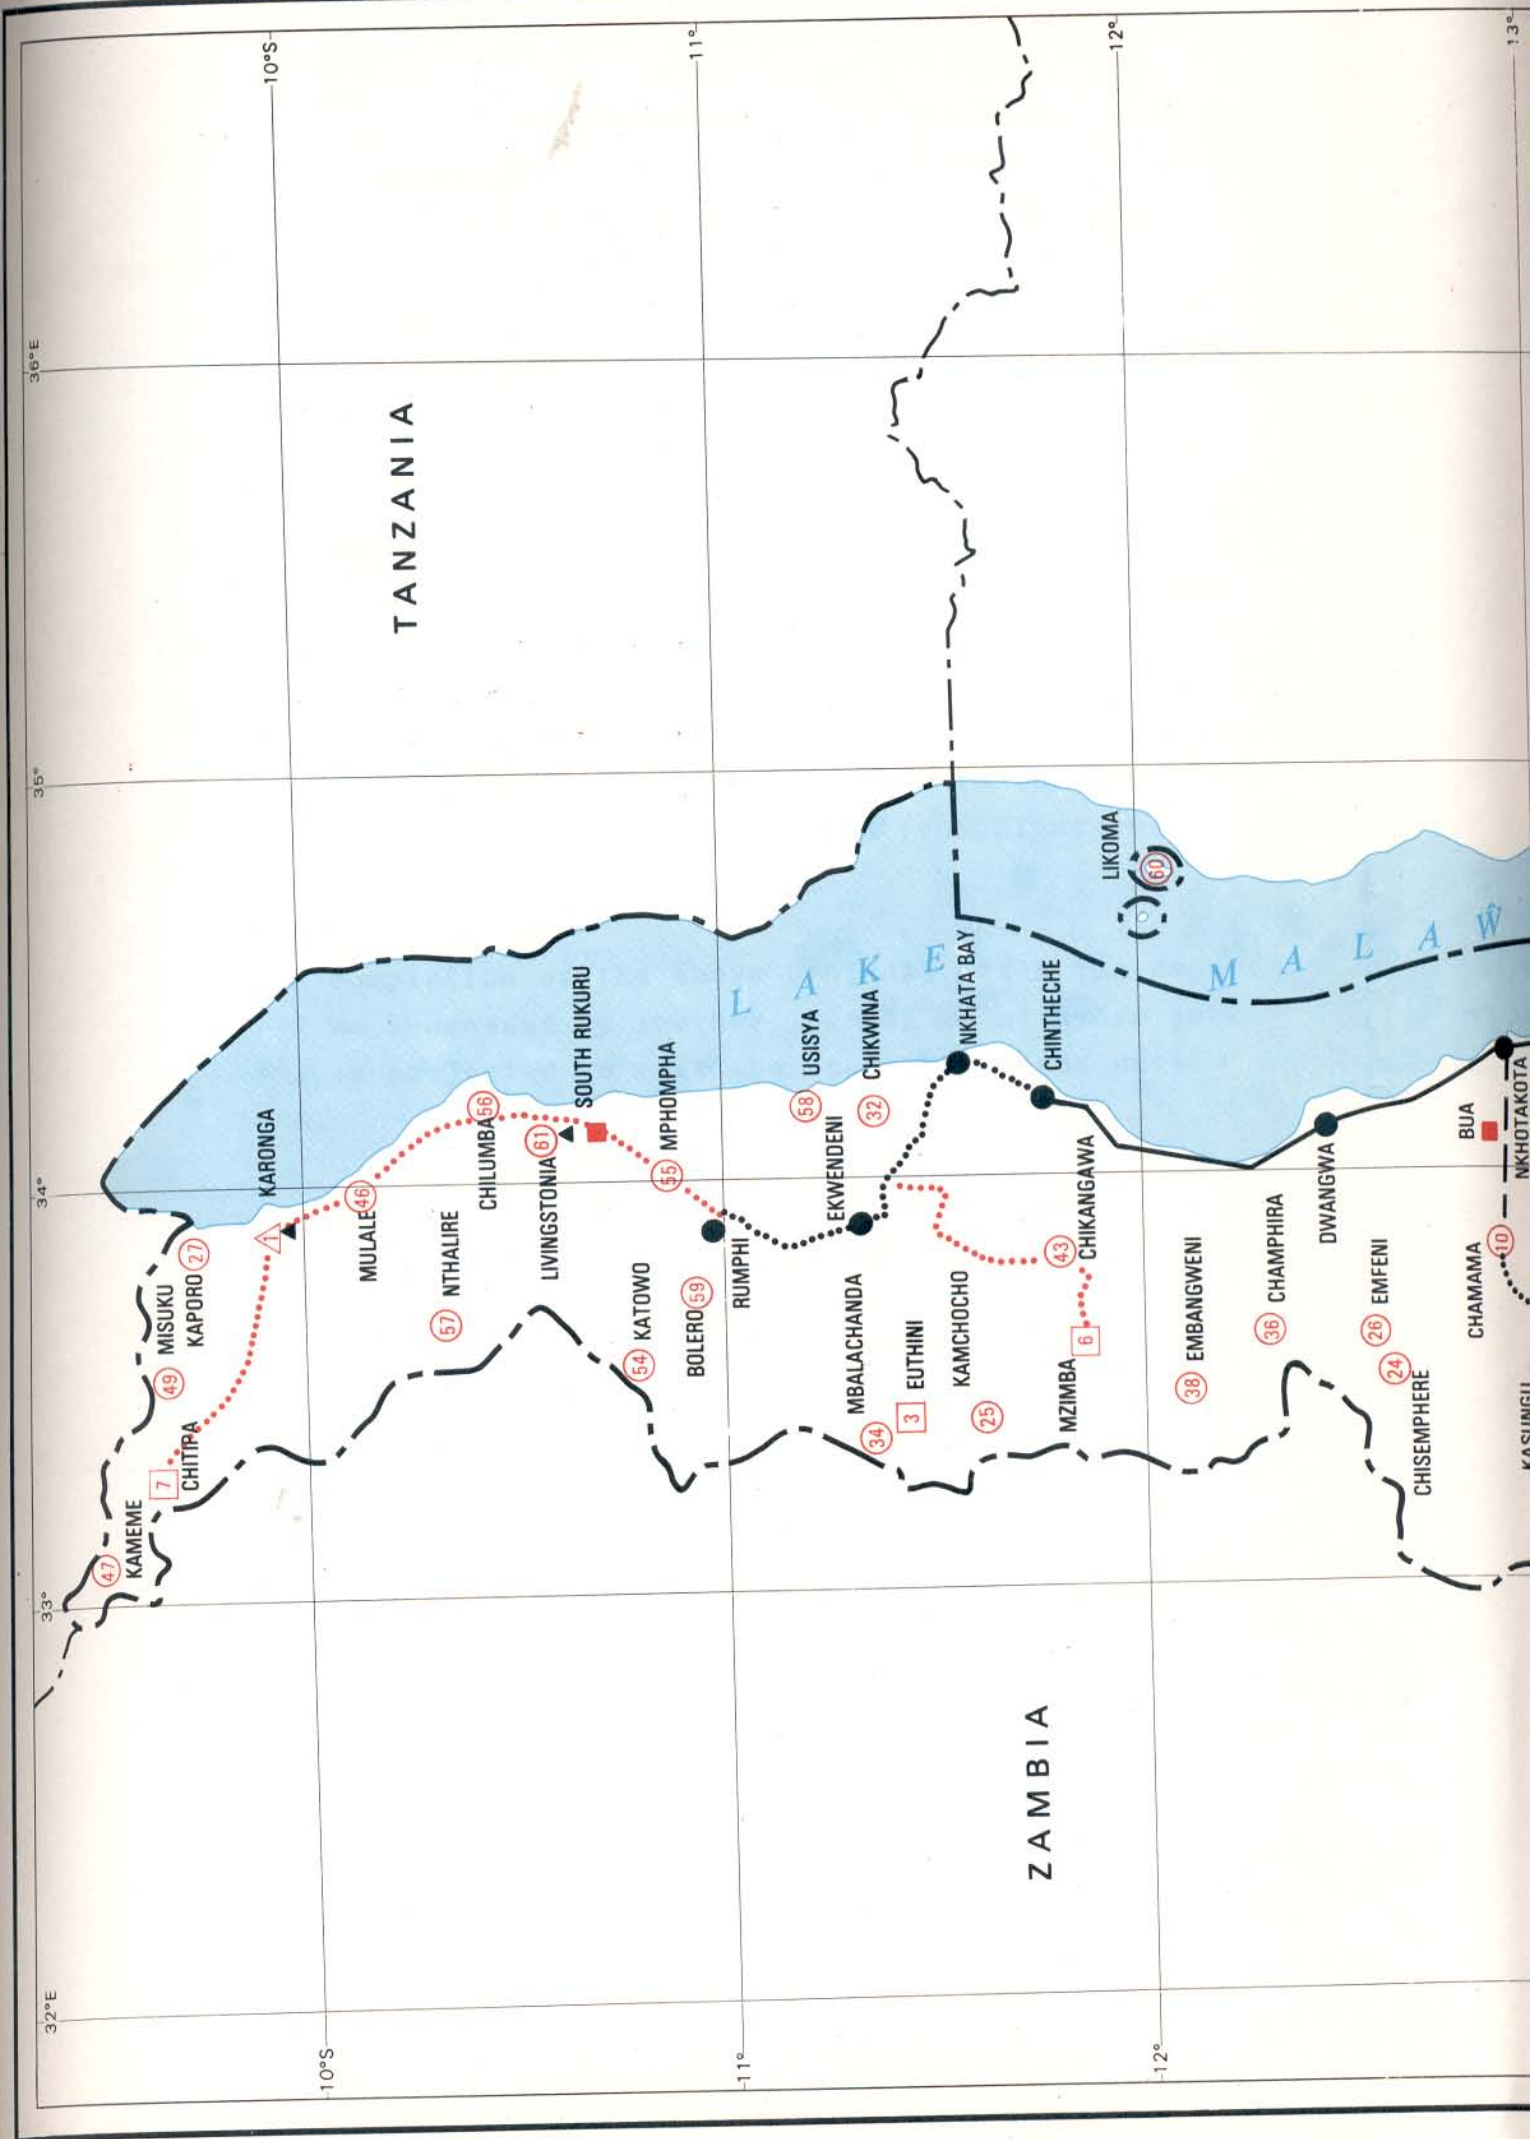 32°E
33°
34°
35°
36°E
10°S
10°S
11°
11°
12°
12°
13°
TANZANIA
ZAMBIA
LAKE
MALAŴ
47
KAMEME
7
CHITIPA
49
MISUKU
27
KAPORO
1
KARONGA
46
MULALE
57
NTHALIRE
56
CHILUMBA
61
LIVINGSTONIA
SOUTH RUKURU
54
KATOWO
55
MPHOMPHA
59
BOLERO
RUMPHI
58
USISYA
32
CHIKWINA
EKWENDENI
34
MBALACHANDA
3
EUTHINI
25
KAMCHOCHO
NKHATA BAY
CHINTHECHE
LIKOMA
60
43
CHIKANGAWA
6
MZIMBA
38
EMBANGWENI
36
CHAMPHIRA
DWANGWA
26
EMFENI
24
CHISEMPHERE
BUA
10
CHAMAMA
NKHOTAKOTA
KASUNGU